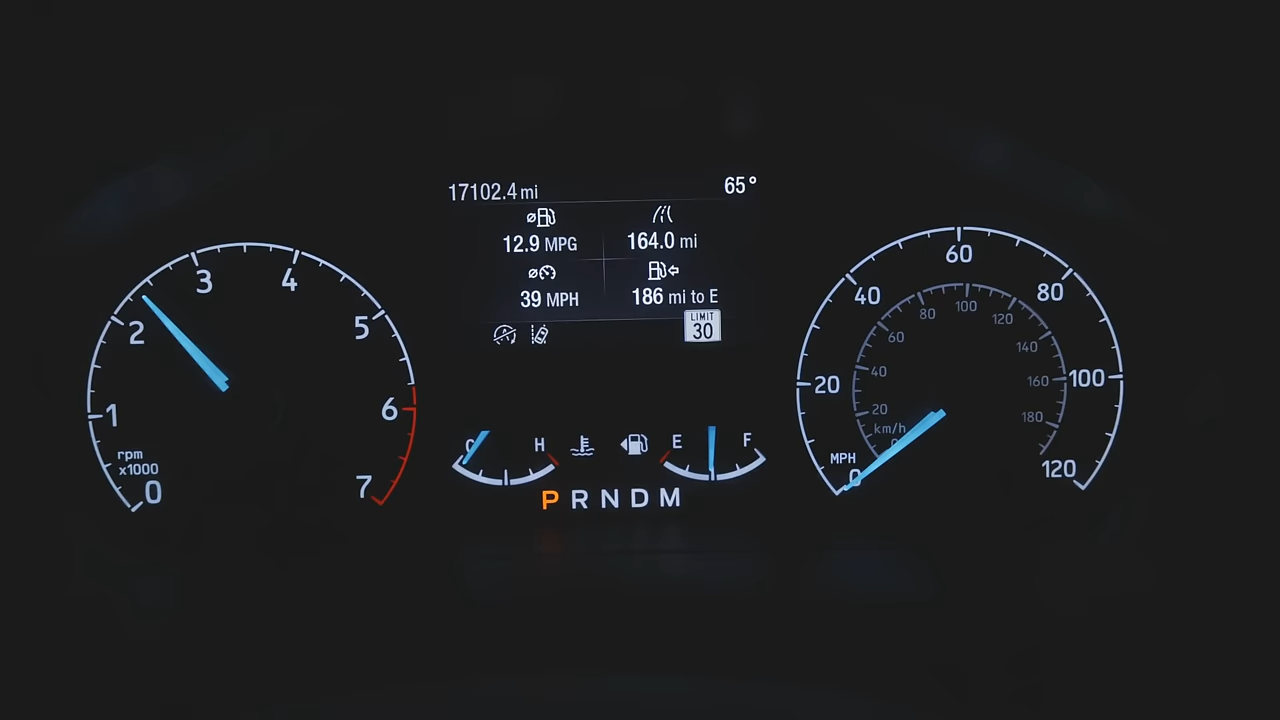 17102.4 mi 65°
12.9 MPG 164.0 mi
39 MPH 186 mi to E
LIMIT
30
0 1 2 3 4 5 6 7
rpm
x1000
C H E F
P R N D M
0 20 40 60 80 100 120
MPH
20 40 60 80 100 120 140 160 180
km/h